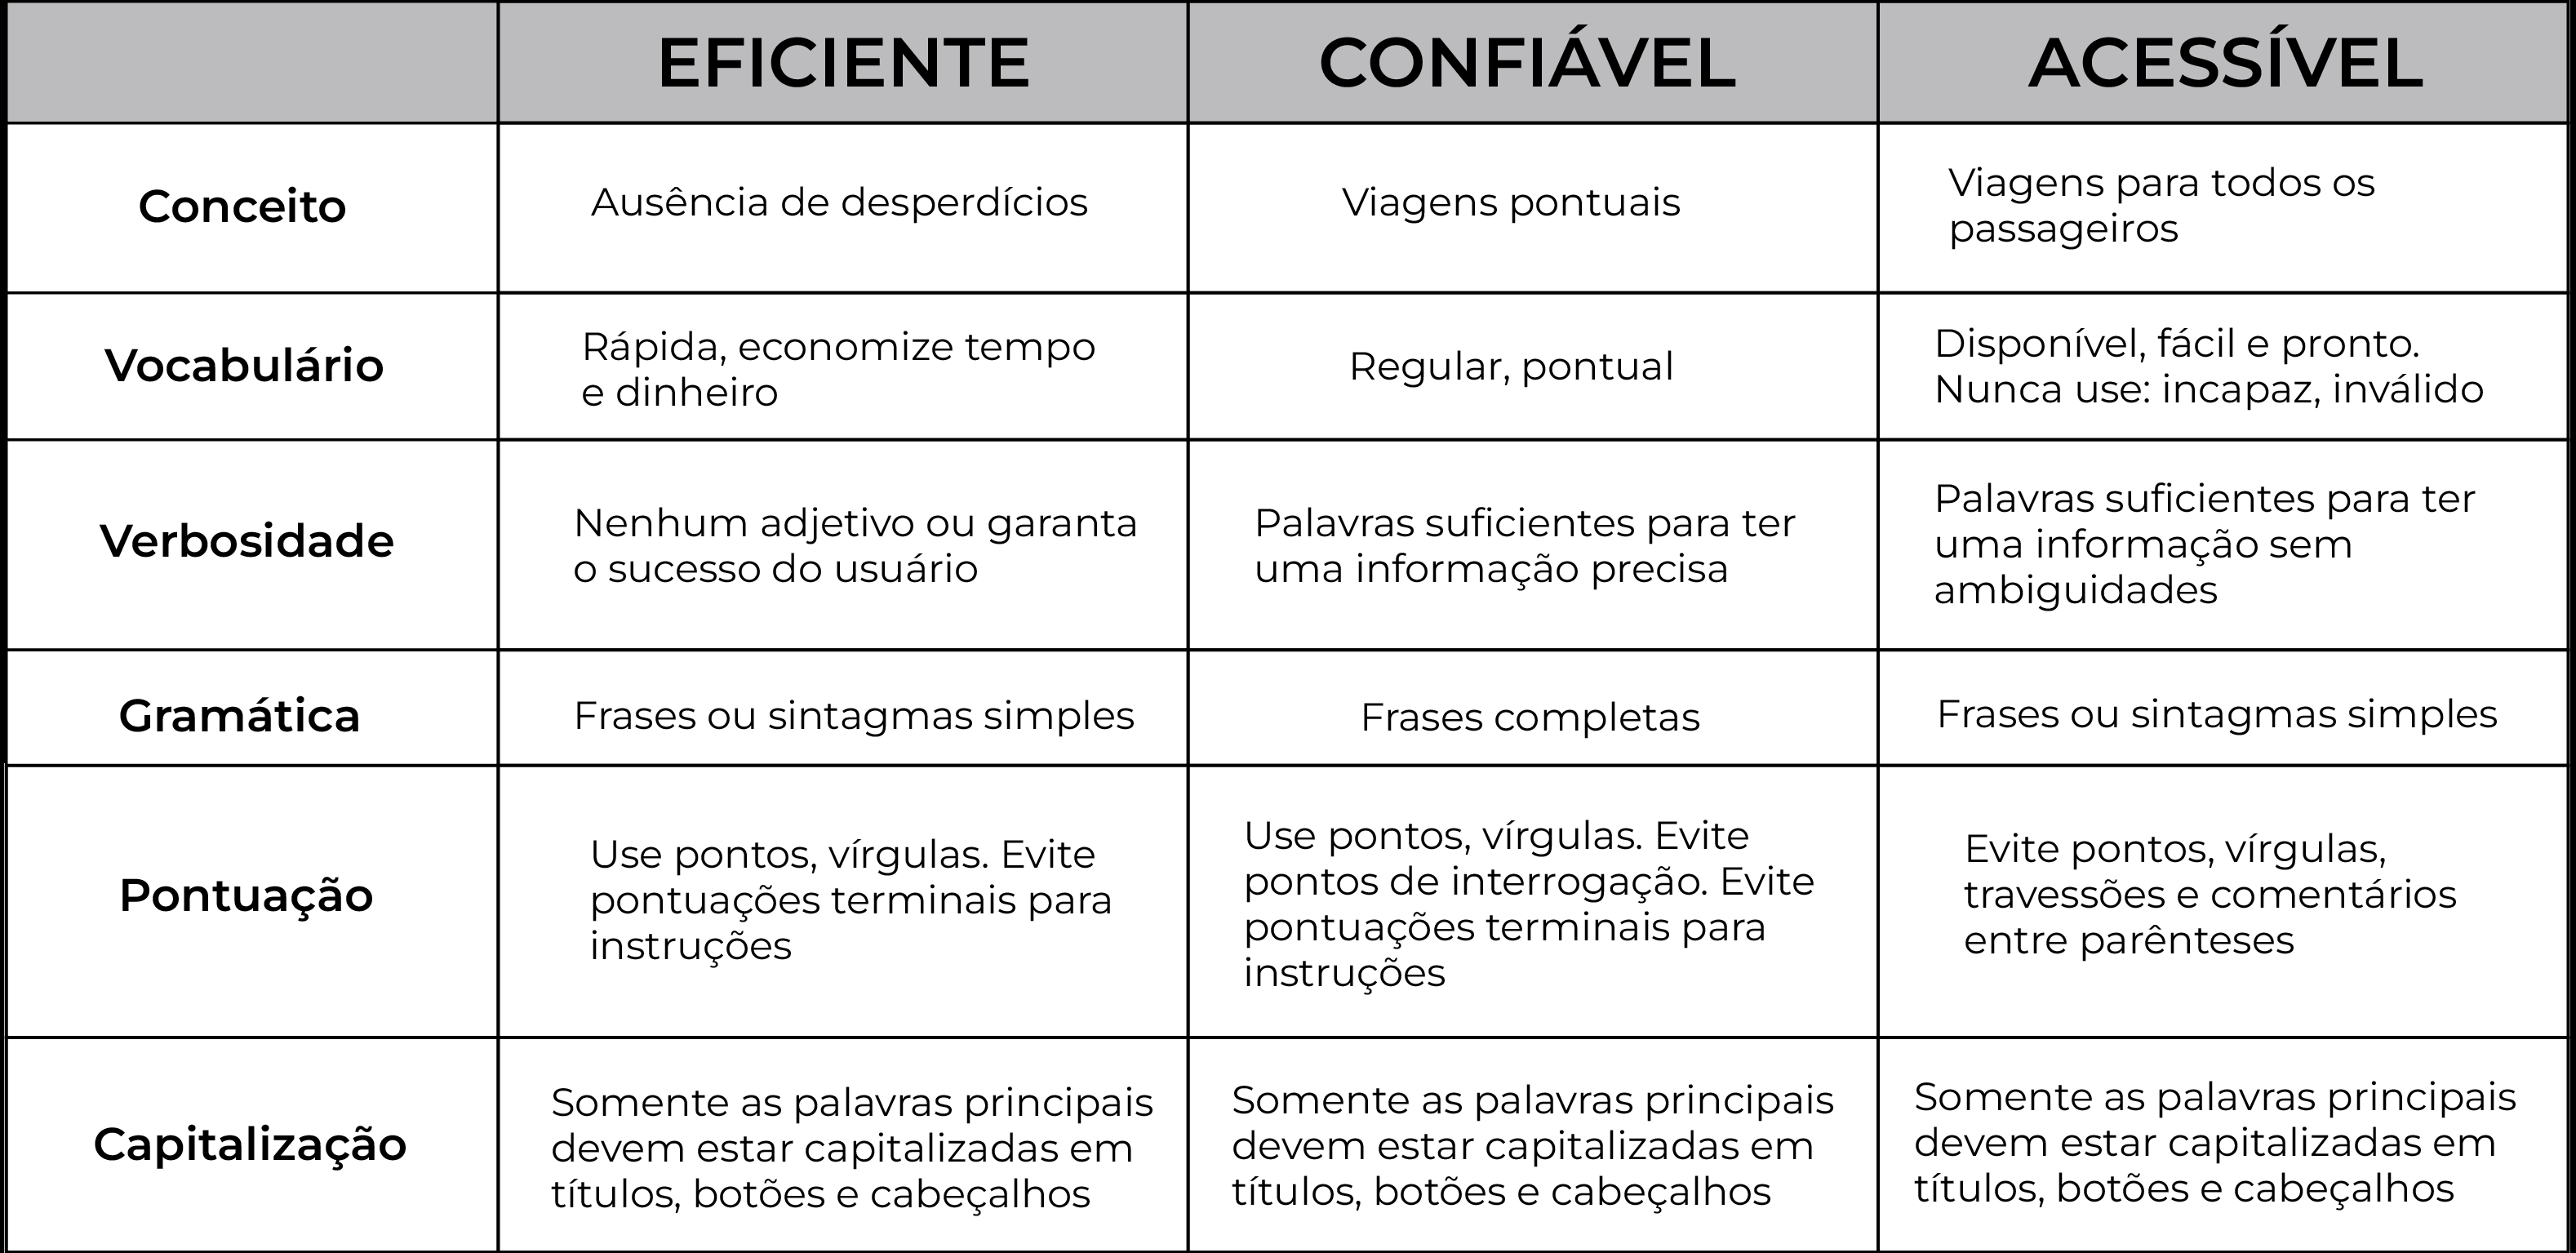 EFICIENTE
CONFIÁVEL
ACESSÍVEL
Conceito
Ausência de desperdícios
Viagens pontuais
Viagens para todos os
passageiros
Vocabulário
Rápida, economize tempo
e dinheiro
Regular, pontual
Disponível, fácil e pronto.
Nunca use: incapaz, inválido
Verbosidade
Nenhum adjetivo ou garanta
o sucesso do usuário
Palavras suficientes para ter
uma informação precisa
Palavras suficientes para ter
uma informação sem
ambiguidades
Gramática
Frases ou sintagmas simples
Frases completas
Frases ou sintagmas simples
Pontuação
Use pontos, vírgulas. Evite
pontuações terminais para
instruções
Use pontos, vírgulas. Evite
pontos de interrogação. Evite
pontuações terminais para
instruções
Evite pontos, vírgulas,
travessões e comentários
entre parênteses
Capitalização
Somente as palavras principais
devem estar capitalizadas em
títulos, botões e cabeçalhos
Somente as palavras principais
devem estar capitalizadas em
títulos, botões e cabeçalhos
Somente as palavras principais
devem estar capitalizadas em
títulos, botões e cabeçalhos